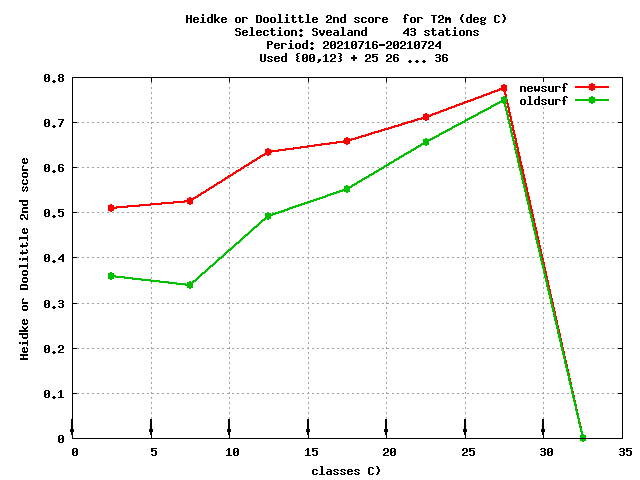 Heidke or Doolittle 2nd score  for T2m (deg C)
Selection: Svealand     43 stations
Period: 20210716-20210724
Used {00,12} + 25 26 ... 36
newsurf
oldsurf
0.8
0.7
0.6
0.5
0.4
0.3
0.2
0.1
0
Heidke or Doolittle 2nd score
0 5 10 15 20 25 30 35
classes C)